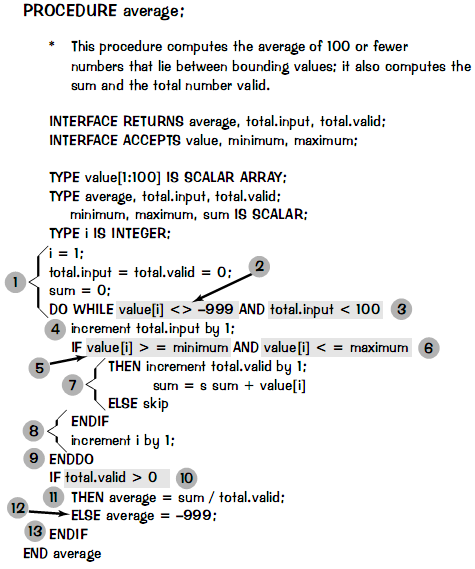 PROCEDURE average;
* This procedure computes the average of 100 or fewer
numbers that lie between bounding values; it also computes the
sum and the total number valid.
INTERFACE RETURNS average, total.input, total.valid;
INTERFACE ACCEPTS value, minimum, maximum;
TYPE value[1:100] IS SCALAR ARRAY;
TYPE average, total.input, total.valid;
minimum, maximum, sum IS SCALAR;
TYPE i IS INTEGER;
i = 1;
1 total.input = total.valid = 0; 2
sum = 0;
DO WHILE value[i] <> –999 AND total.input < 100 3
4 increment total.input by 1;
IF value[i] > = minimum AND value[i] < = maximum 6
5 THEN increment total.valid by 1;
7 sum = s sum + value[i]
ELSE skip
8 ENDIF
increment i by 1;
9 ENDDO
IF total.valid > 0 10
11 THEN average = sum / total.valid;
12 ELSE average = –999;
13 ENDIF
END average